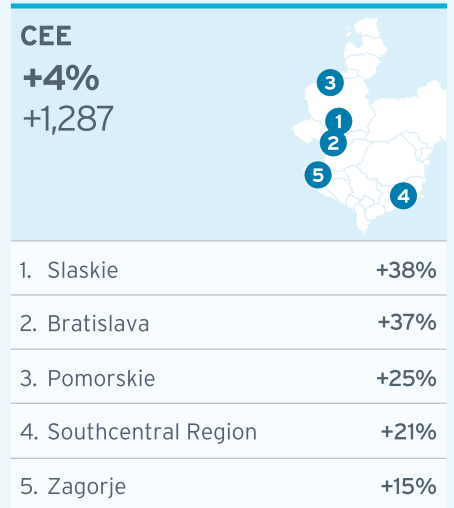 CEE
+4%
+1,287
3
1
2
5
4
1. Slaskie +38%
2. Bratislava +37%
3. Pomorskie +25%
4. Southcentral Region +21%
5. Zagorje +15%